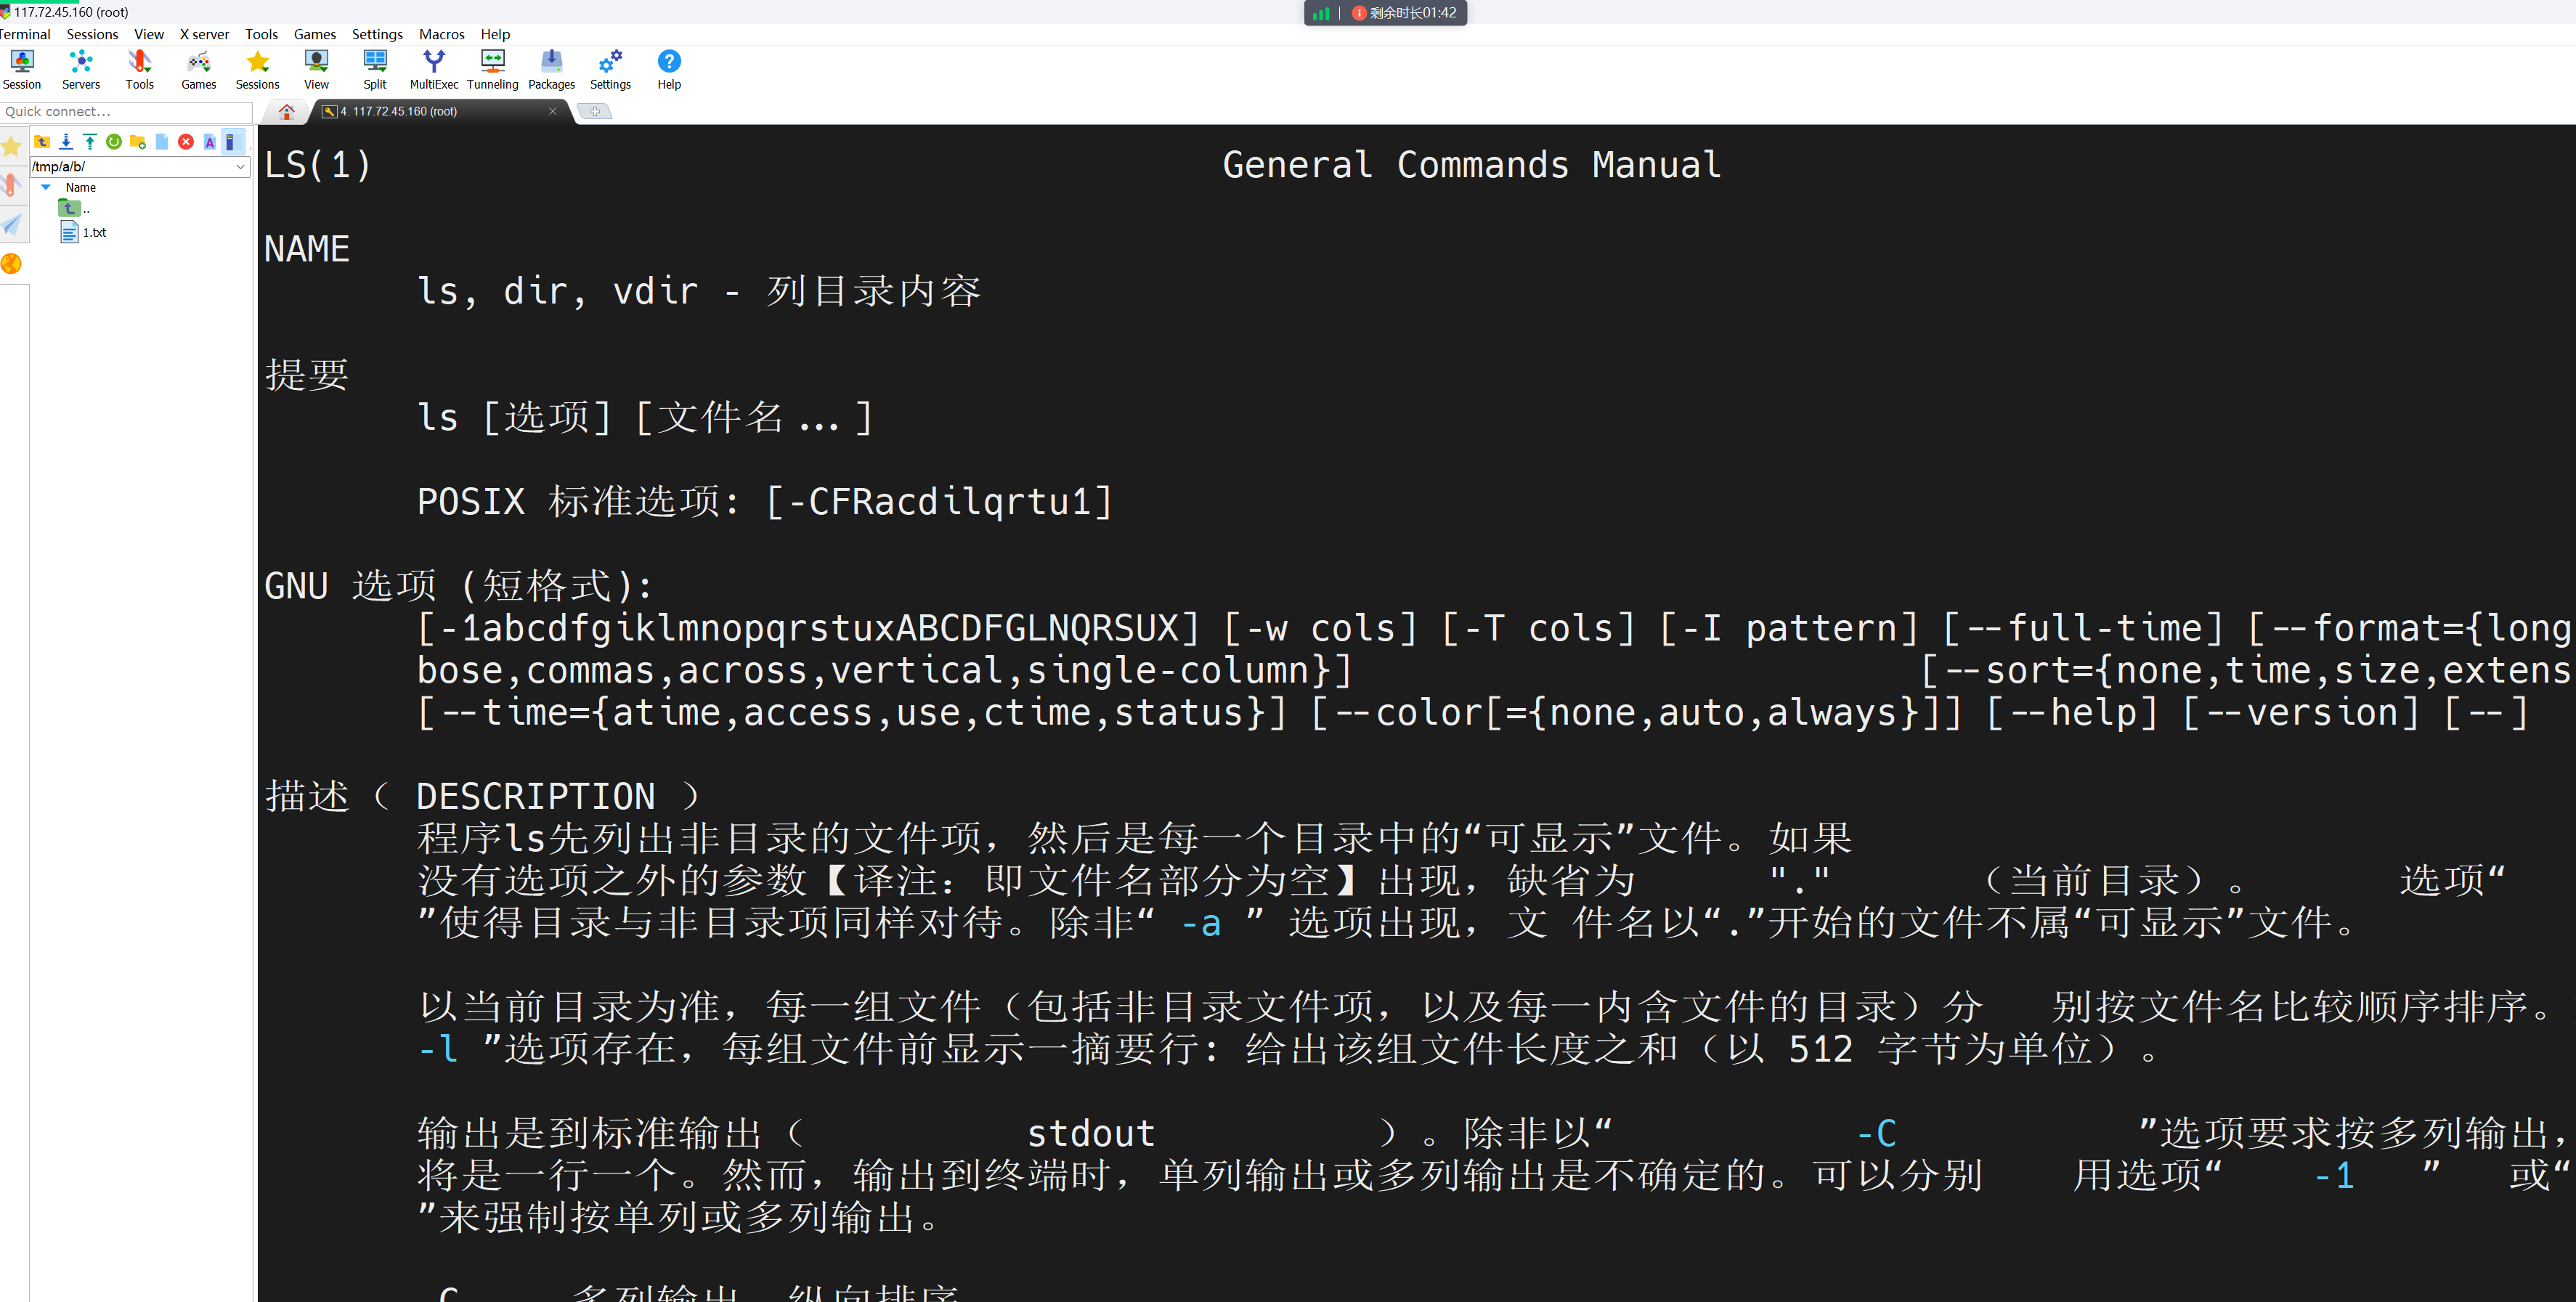 117.72.45.160 (root)
剩余时长01:42
Terminal Sessions View X server Tools Games Settings Macros Help
Session Servers Tools Games Sessions View Split MultiExec Tunneling Packages Settings Help
Quick connect...
4. 117.72.45.160 (root)
/tmp/a/b/
Name
..
1.txt
LS(1) General Commands Manual
NAME
ls, dir, vdir - 列目录内容
提要
ls [选项] [文件名...]
POSIX 标准选项: [-CFRacdilqrtu1]
GNU 选项 (短格式):
[-1abcdfgiklmnopqrstuxABCDFGLNQRSUX] [-w cols] [-T cols] [-I pattern] [--full-time] [--format={long
bose,commas,across,vertical,single-column}] [--sort={none,time,size,extens
[--time={atime,access,use,ctime,status}] [--color[={none,auto,always}]] [--help] [--version] [--]
描述（ DESCRIPTION ）
程序ls先列出非目录的文件项，然后是每一个目录中的“可显示”文件。如果
没有选项之外的参数【译注：即文件名部分为空】出现，缺省为 "." （当前目录）。 选项“
”使得目录与非目录项同样对待。除非“ -a ” 选项出现，文 件名以“.”开始的文件不属“可显示”文件。
以当前目录为准，每一组文件（包括非目录文件项，以及每一内含文件的目录）分 别按文件名比较顺序排序。
-l ”选项存在，每组文件前显示一摘要行: 给出该组文件长度之和（以 512 字节为单位）。
输出是到标准输出（ stdout ）。除非以“ -C ”选项要求按多列输出，
将是一行一个。然而，输出到终端时，单列输出或多列输出是不确定的。可以分别 用选项“ -1 ” 或“
”来强制按单列或多列输出。
-C 多列输出，纵向排序